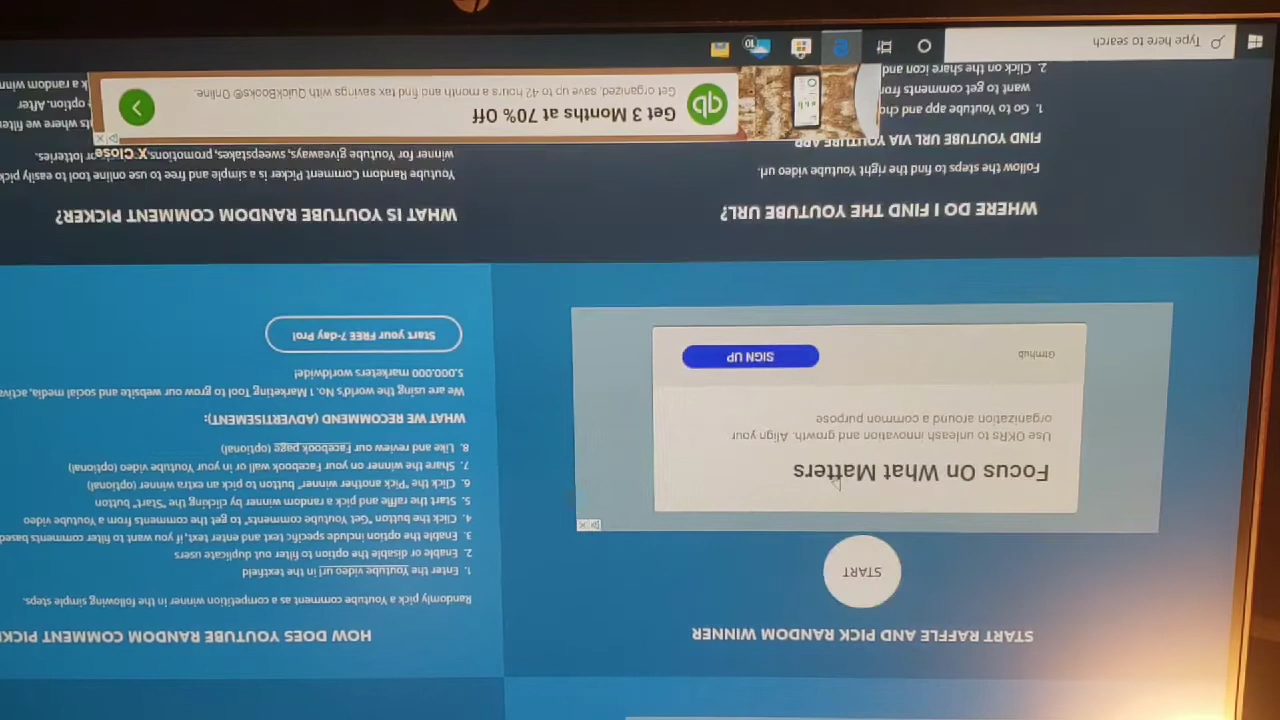 START RAFFLE AND PICK RANDOM WINNER
START
Focus On What Matters
Use OKRs to unleash innovation and growth. Align your
organization around a common purpose
Gtmhub
SIGN UP
HOW DOES YOUTUBE RANDOM COMMENT
Randomly pick a Youtube comment as a competition winner in the following simple steps.
1. Enter the Youtube video url in the textfield
2. Enable or disable the option to filter out duplicate users
3. Enable the option include specific text and enter text, if you want to filter comments based
4. Click the button "Get Youtube comments", to get the comments from a Youtube video
5. Start the raffle and pick a random winner by clicking the "Start" button
6. Click the "Pick another winner" button to pick an extra winner (optional)
7. Share the winner on your Facebook wall or in your Youtube video (optional)
8. Like and review our Facebook page (optional)
WHAT WE RECOMMEND (ADVERTISEMENT):
We are using the world's No. 1 Marketing Tool to grow our website and social media,
5.000.000 marketers worldwide!
Start your FREE 7-day Pro!
WHERE DO I FIND THE YOUTUBE URL?
Follow the steps to find the right Youtube video url.
FIND YOUTUBE URL VIA YOUTUBE APP
1. Go to Youtube app and
want to get comments
2. Click on the share icon and
WHAT IS YOUTUBE RANDOM COMMENT PICKER?
Youtube Random Comment Picker is a simple and free to use online tool to easily pick
winner for Youtube giveaways, sweepstakes, promotions, or lotteries.
X Close
where we
option. After
a random
qb
Get 3 Months at 70% Off
Get organized, save up to 42 hours a month and find tax savings with QuickBooks® Online.
Type here to search
10